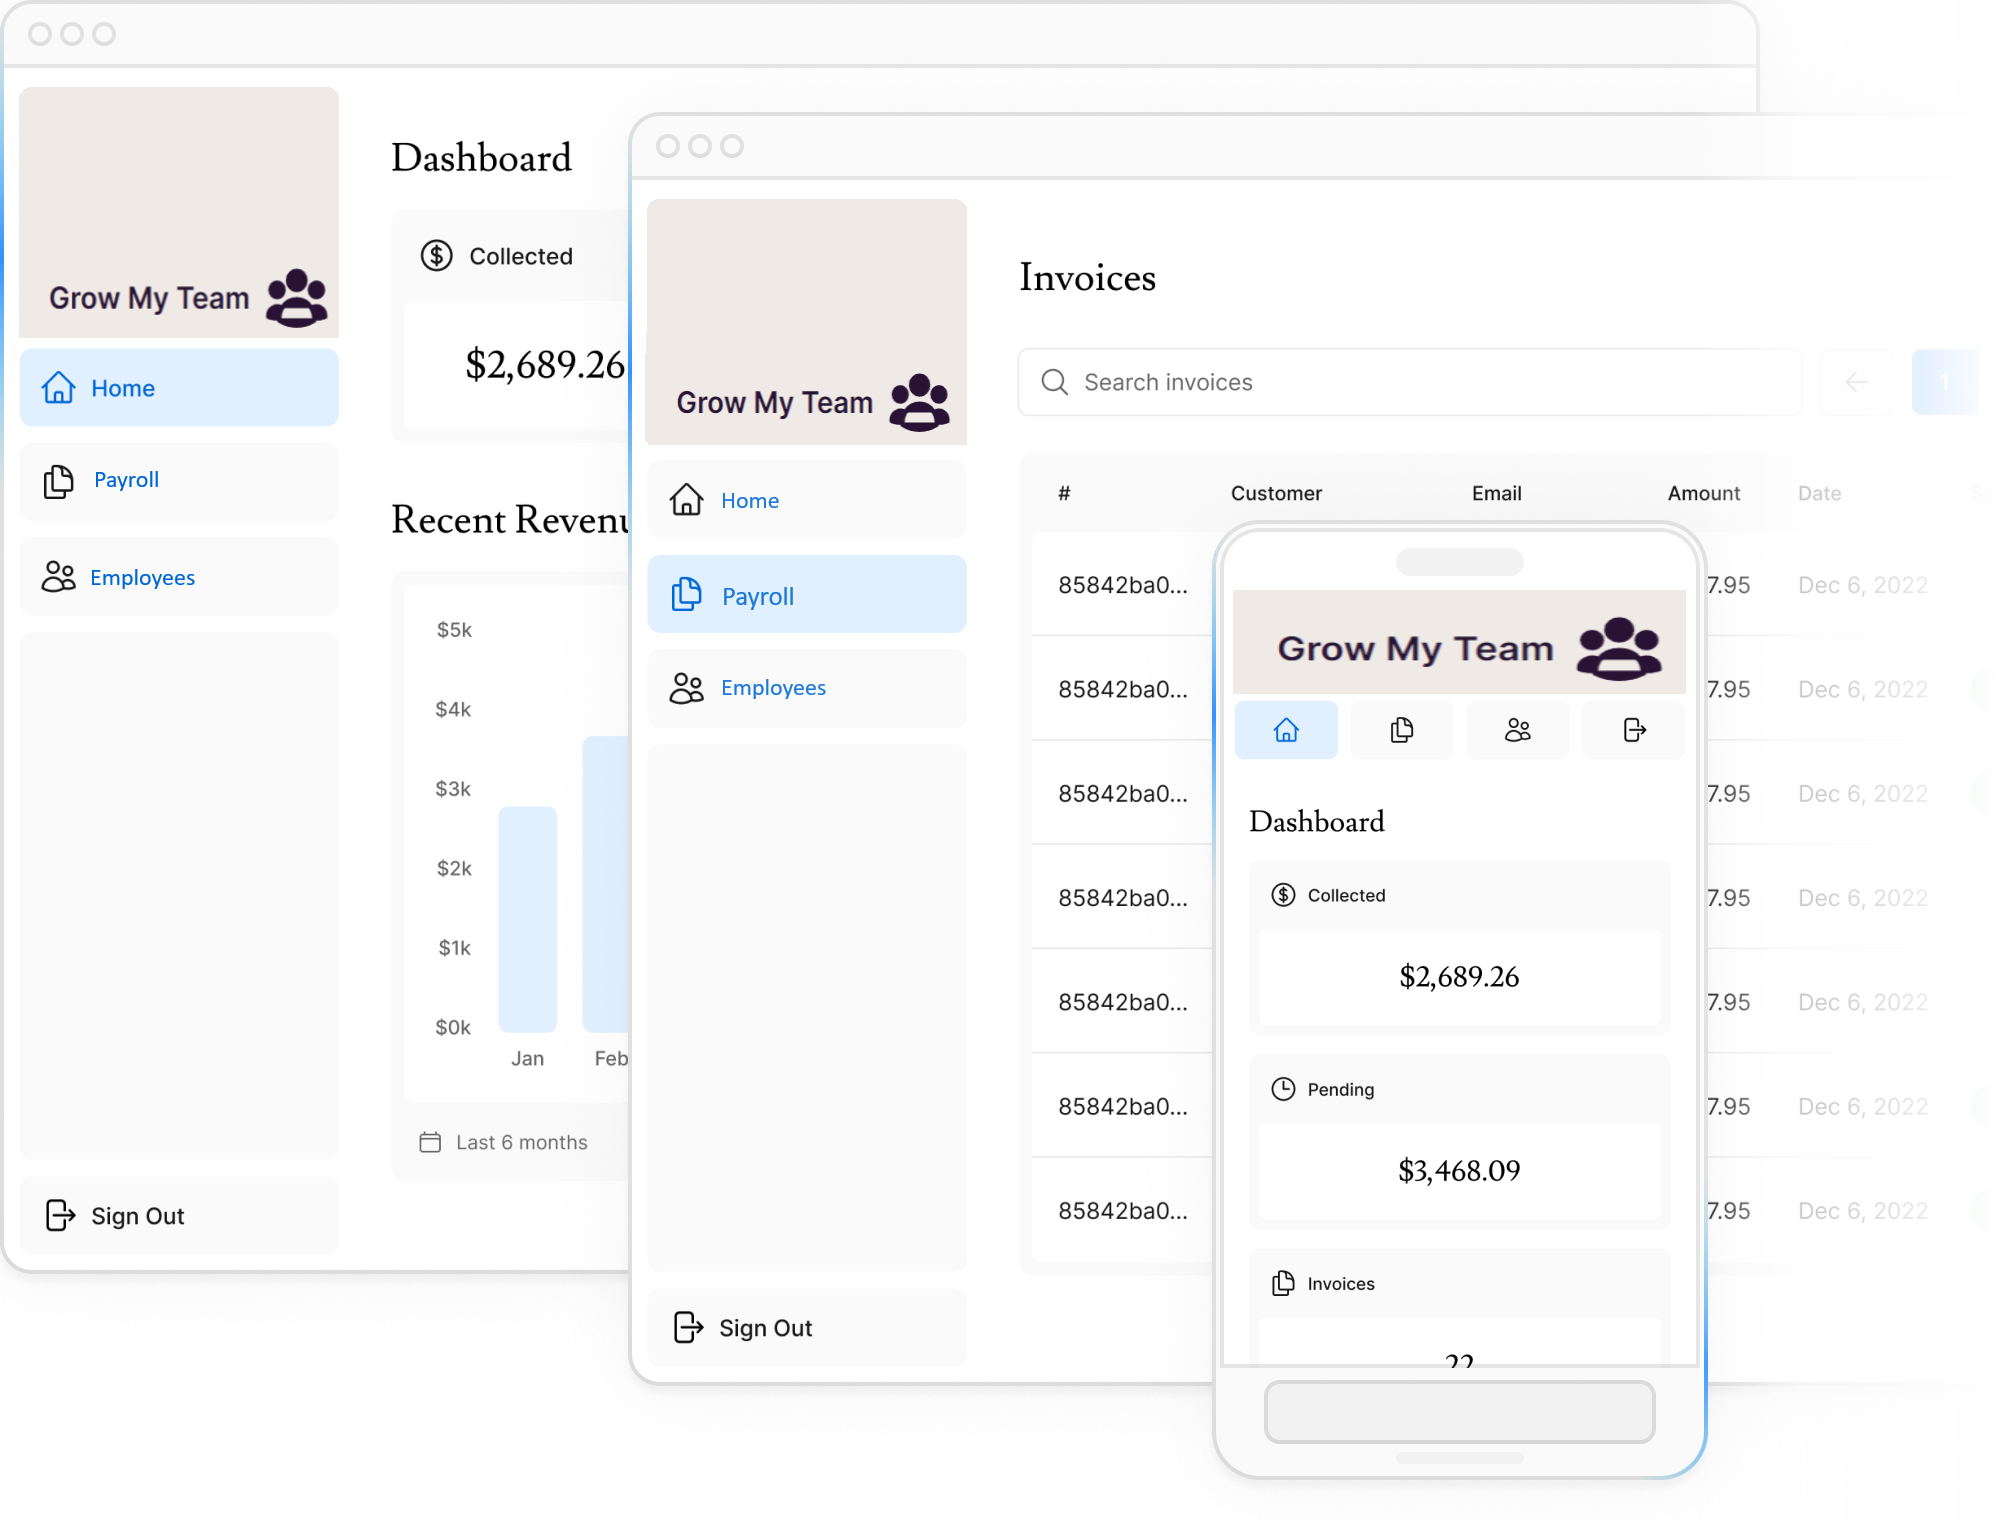 Dashboard
Collected
$2,689.26
Grow My Team
Home
Payroll
Employees
Sign Out
Recent
$5k
$4k
$3k
$2k
$1k
$0k
Jan
Feb
Last 6 months
Grow My Team
Home
Payroll
Employees
Sign Out
Invoices
Search invoices
1
# Customer Email Amount Date
85842ba0... 7.95 Dec 6, 2022
85842ba0... 7.95 Dec 6, 2022
85842ba0... 7.95 Dec 6, 2022
85842ba0... 7.95 Dec 6, 2022
85842ba0... 7.95 Dec 6, 2022
85842ba0... 7.95 Dec 6, 2022
85842ba0... 7.95 Dec 6, 2022
Grow My Team
Dashboard
Collected
$2,689.26
Pending
$3,468.09
Invoices
22